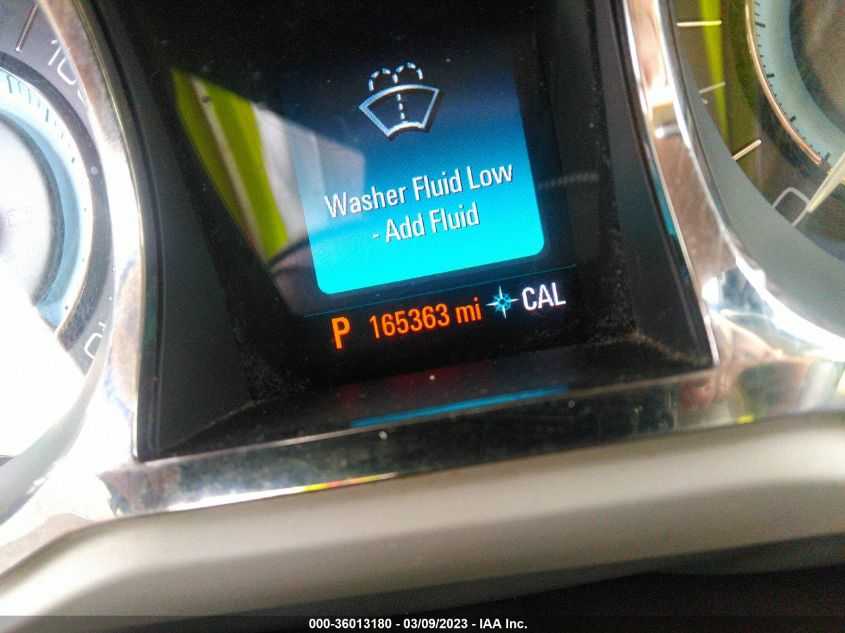 Washer Fluid Low
- Add Fluid
P 165363 mi CAL
000-36013180 - 03/09/2023 - IAA Inc.